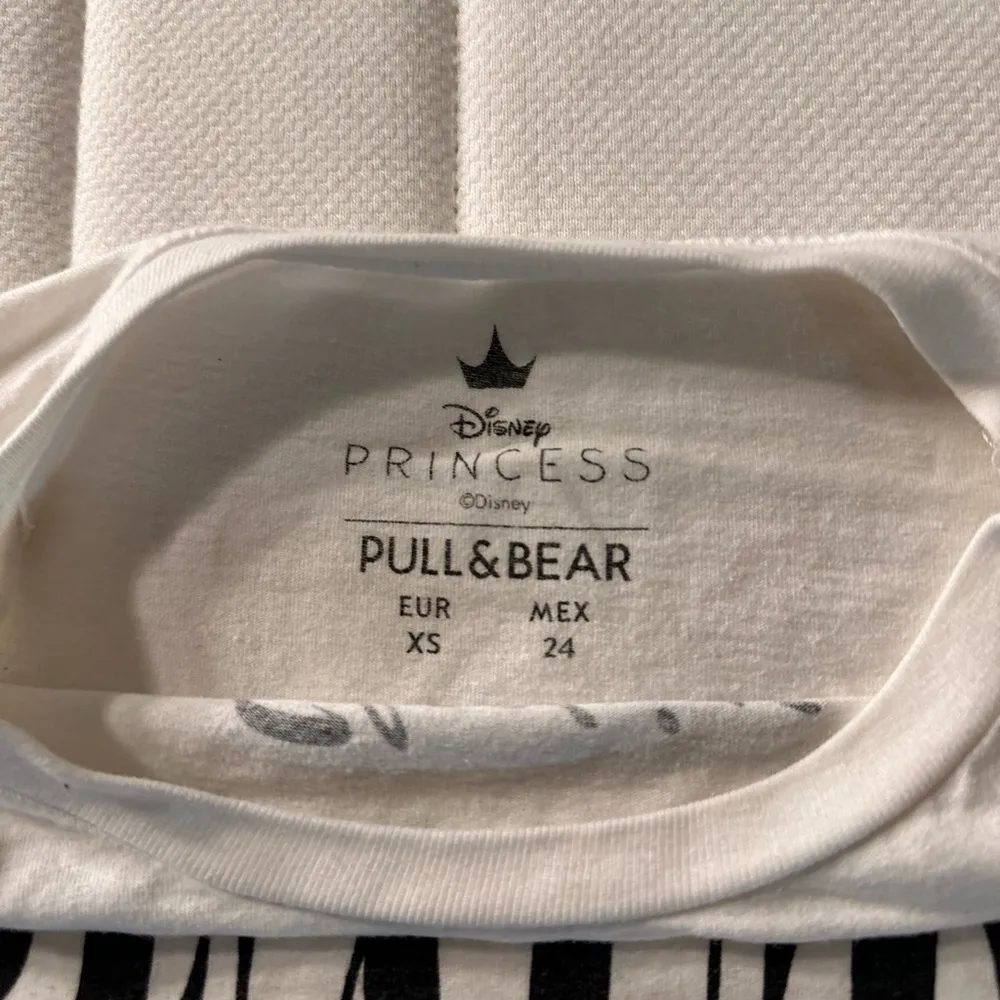 Disney
PRINCESS
©Disney
PULL&BEAR
EUR MEX
XS 24